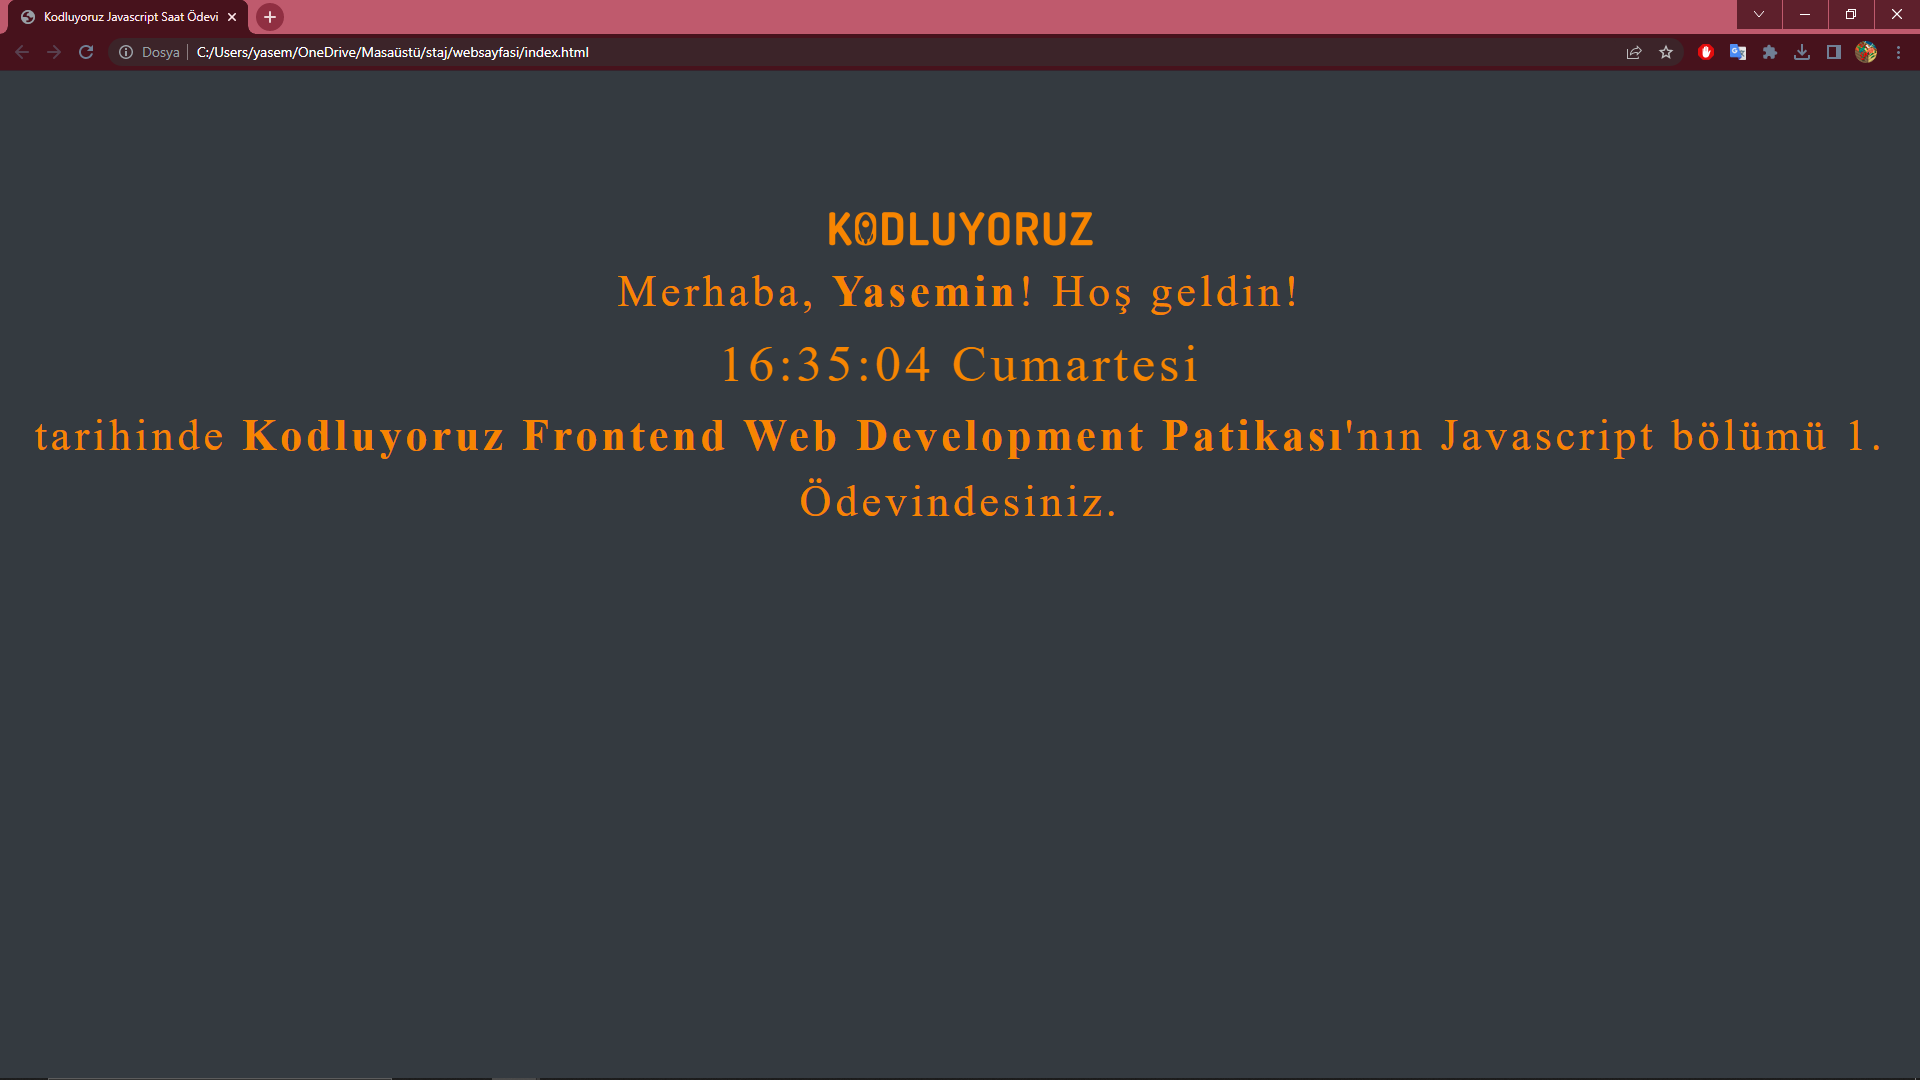 Kodluyoruz Javascript Saat Ödevi
Dosya C:/Users/yasem/OneDrive/Masaüstü/staj/websayfasi/index.html
KODLUYORUZ
Merhaba, Yasemin! Hoş geldin!
16:35:04 Cumartesi
tarihinde Kodluyoruz Frontend Web Development Patikası'nın Javascript bölümü 1.
Ödevindesiniz.